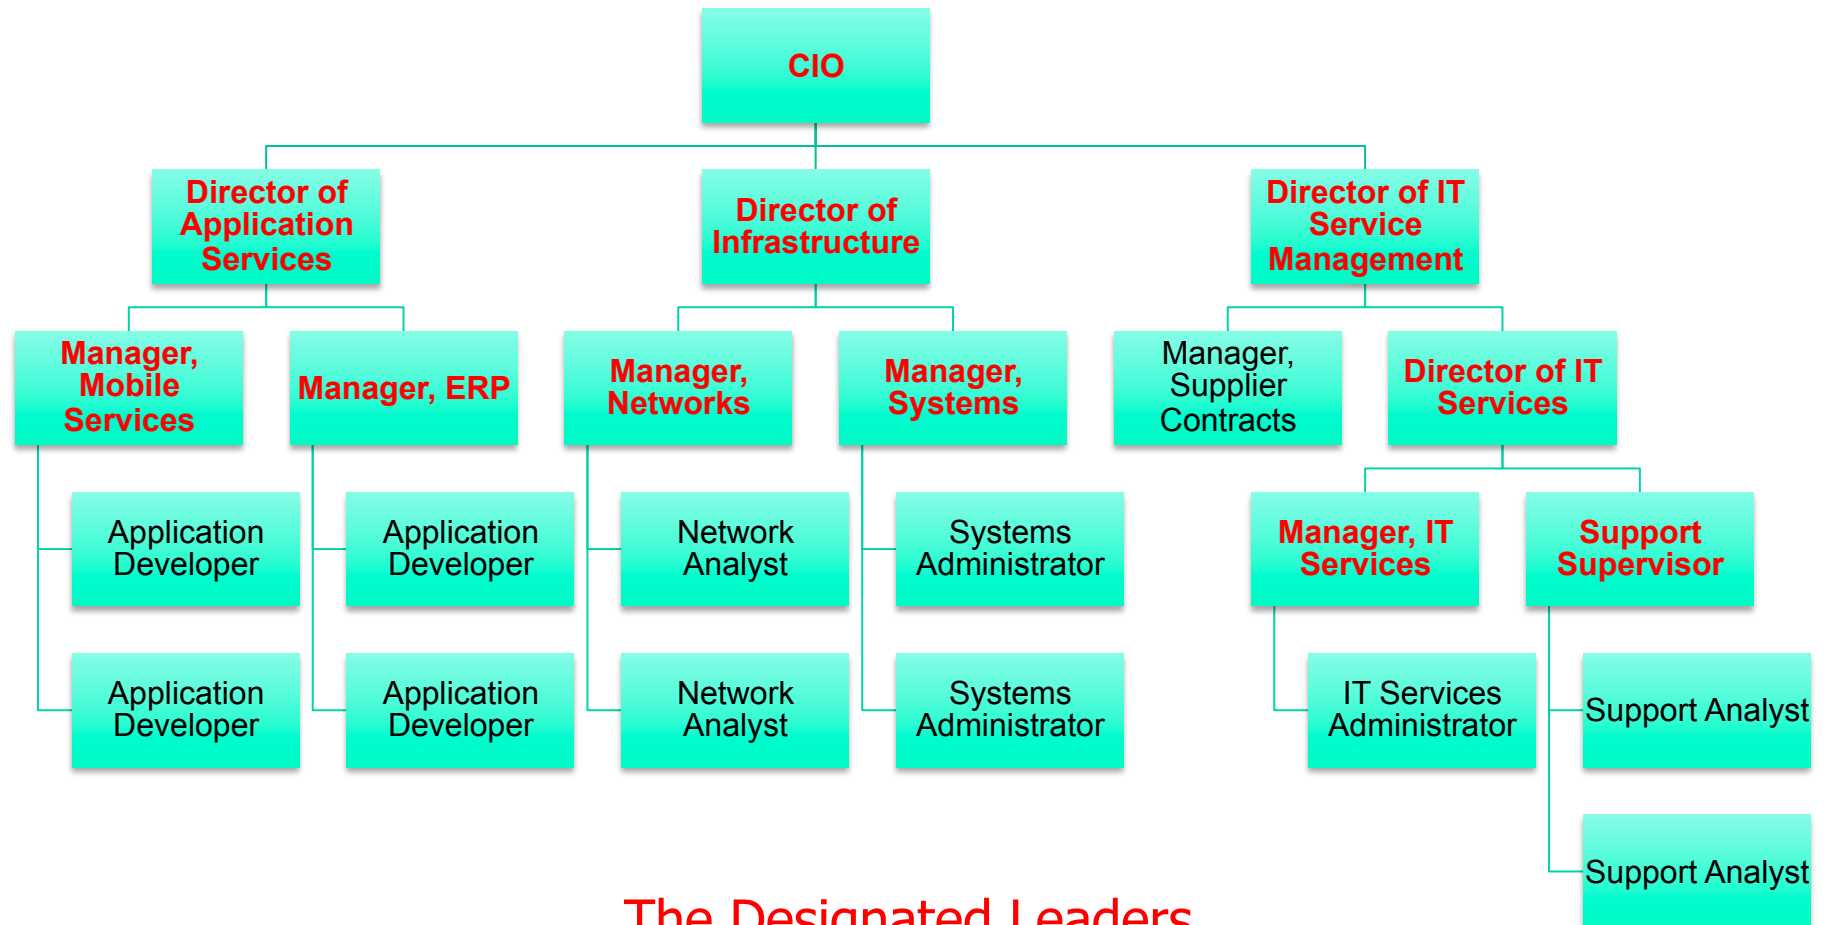 CIO
Director of
Application
Services
Director of
Infrastructure
Director of IT
Service
Management
Manager,
Mobile
Services
Manager, ERP
Manager,
Networks
Manager,
Systems
Manager,
Supplier
Contracts
Director of IT
Services
Application
Developer
Application
Developer
Network
Analyst
Systems
Administrator
Manager, IT
Services
Support
Supervisor
Application
Developer
Application
Developer
Network
Analyst
Systems
Administrator
IT Services
Administrator
Support Analyst
Support Analyst
The Designated Leaders